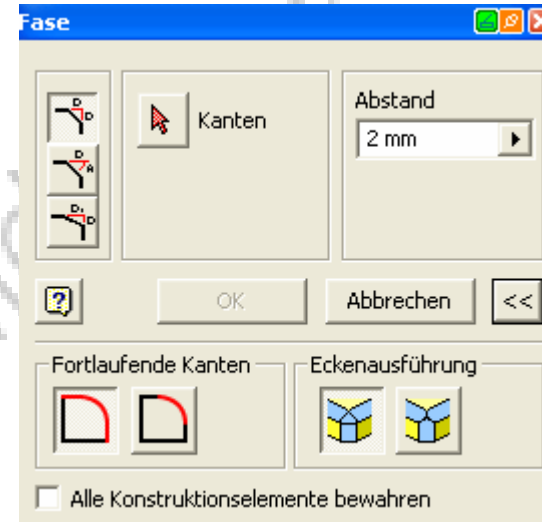 Fase
Kanten
Abstand
2 mm
OK
Abbrechen
<<
Fortlaufende Kanten
Eckenausführung
Alle Konstruktionselemente bewahren